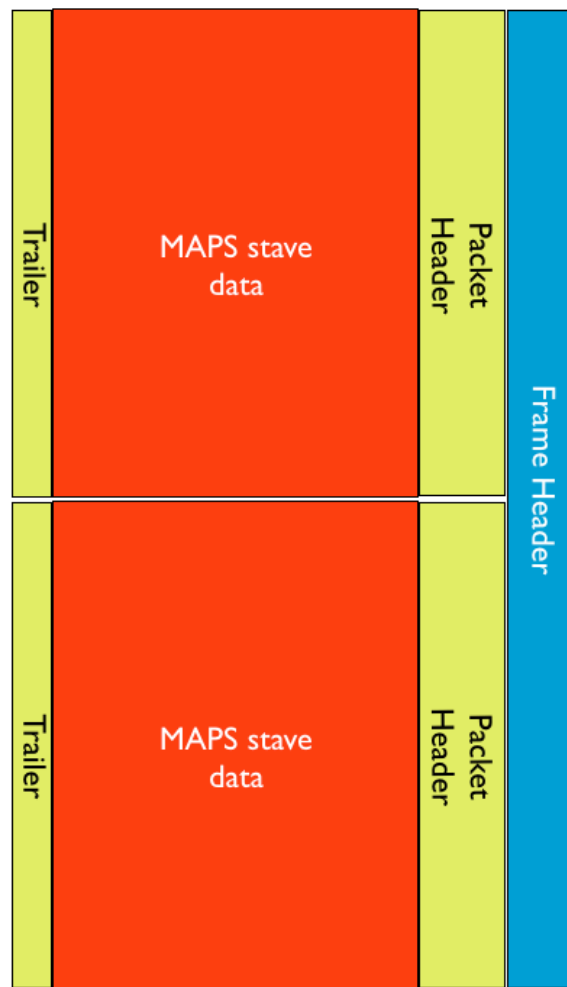 Trailer
MAPS stave
data
Packet
Header
Frame Header
Trailer
MAPS stave
data
Packet
Header